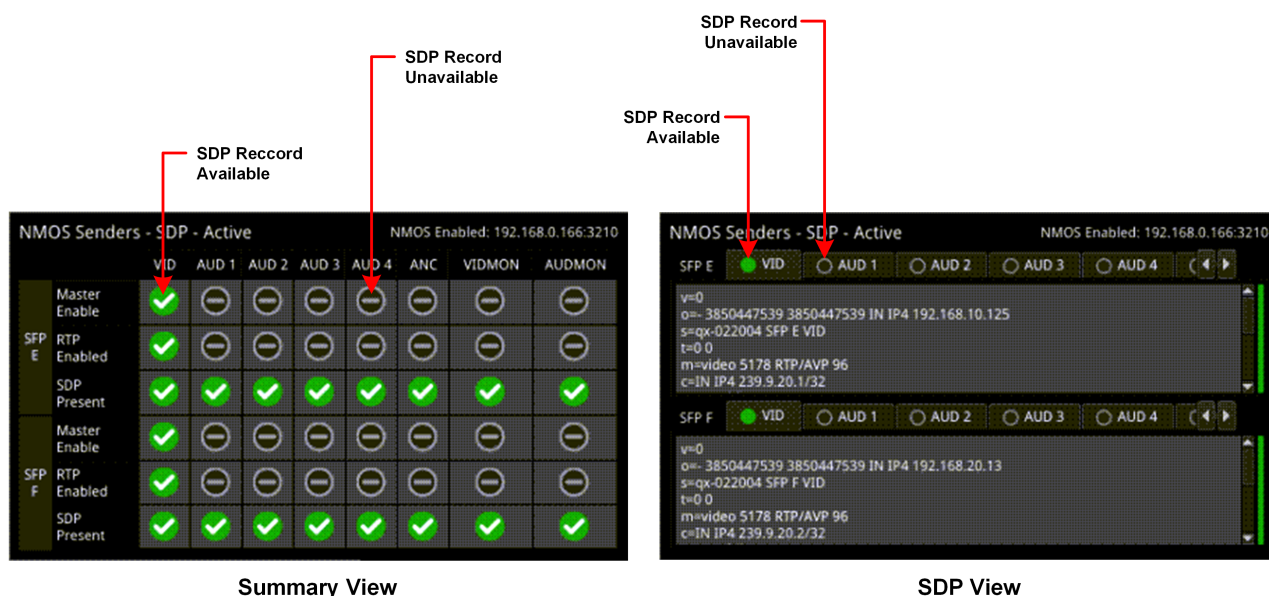 SDP Record
Unavailable
SDP Record
Available
SDP Record
Unavailable
SDP Reccord
Available
NMOS Senders - SDP - Active NMOS Enabled: 192.168.0.166:3210
VID AUD 1 AUD 2 AUD 3 AUD 4 ANC VIDMON AUDMON
SFP E
Master Enable
RTP Enabled
SDP Present
SFP F
Master Enable
RTP Enabled
SDP Present
Summary View
NMOS Senders - SDP - Active NMOS Enabled: 192.168.0.166:3210
SFP E VID AUD 1 AUD 2 AUD 3 AUD 4
v=0
o=- 3850447539 3850447539 IN IP4 192.168.10.125
s=qx-022004 SFP E VID
t=0 0
m=video 5178 RTP/AVP 96
c=IN IP4 239.9.20.1/32
SFP F VID AUD 1 AUD 2 AUD 3 AUD 4
v=0
o=- 3850447539 3850447539 IN IP4 192.168.20.13
s=qx-022004 SFP F VID
t=0 0
m=video 5178 RTP/AVP 96
c=IN IP4 239.9.20.2/32
SDP View